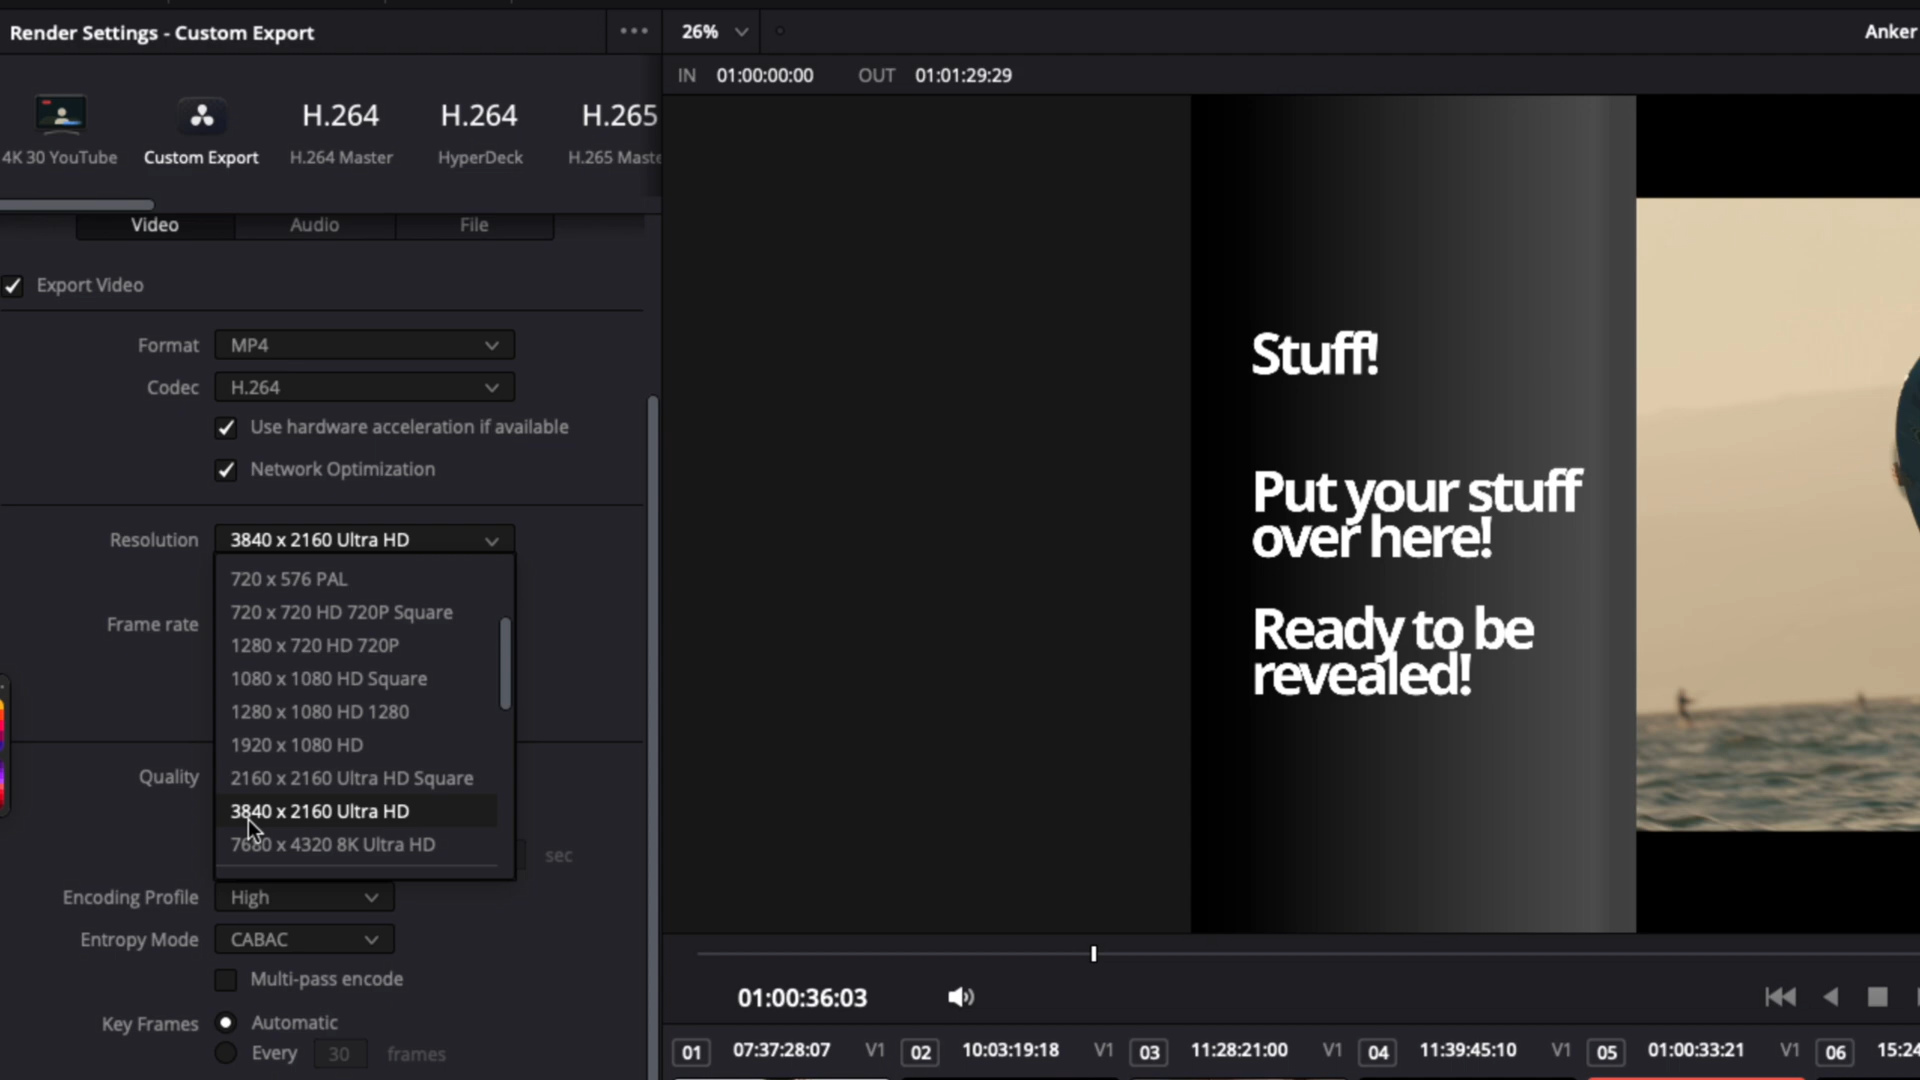 Render Settings - Custom Export
26%
Anker
IN 01:00:00:00 OUT 01:01:29:29
H.264
H.264
H.265
4K 30 YouTube
Custom Export
H.264 Master
HyperDeck
H.265
Video
Audio
File
Export Video
Format MP4
Codec H.264
Use hardware acceleration if available
Network Optimization
Resolution 3840 x 2160 Ultra HD
720 x 576 PAL
720 x 720 HD 720P Square
Frame rate
1280 x 720 HD 720P
1080 x 1080 HD Square
1280 x 1080 HD 1280
1920 x 1080 HD
Quality
2160 x 2160 Ultra HD Square
3840 x 2160 Ultra HD
7680 x 4320 8K Ultra HD
sec
Encoding Profile High
Entropy Mode CABAC
Multi-pass encode
Key Frames Automatic
Every 30 frames
Stuff!
Put your stuff
over here!
Ready to be
revealed!
01:00:36:03
01 07:37:28:07 V1
02 10:03:19:18 V1
03 11:28:21:00 V1
04 11:39:45:10 V1
05 01:00:33:21 V1
06 15:24